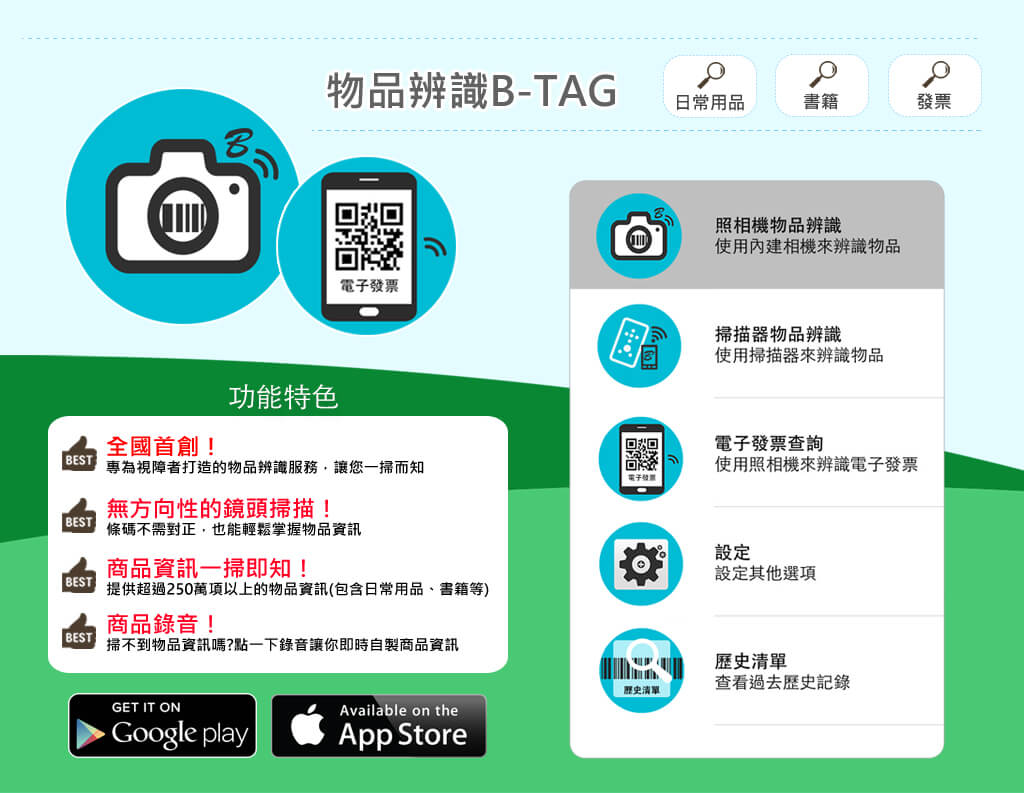 物品辨識B-TAG
日常用品
書籍
發票
B
電子發票
功能特色
BEST
全國首創！
專為視障者打造的物品辨識服務，讓您一掃而知
BEST
無方向性的鏡頭掃描！
條碼不需對正，也能輕鬆掌握物品資訊
BEST
商品資訊一掃即知！
提供超過250萬項以上的物品資訊(包含日常用品、書籍等)
BEST
商品錄音！
掃不到物品資訊嗎?點一下錄音讓你即時自製商品資訊
GET IT ON
Google play
Available on the
App Store
B
照相機物品辨識
使用內建相機來辨識物品
B
掃描器物品辨識
使用掃描器來辨識物品
電子發票
電子發票查詢
使用照相機來辨識電子發票
設定
設定其他選項
歷史清單
歷史清單
查看過去歷史記錄